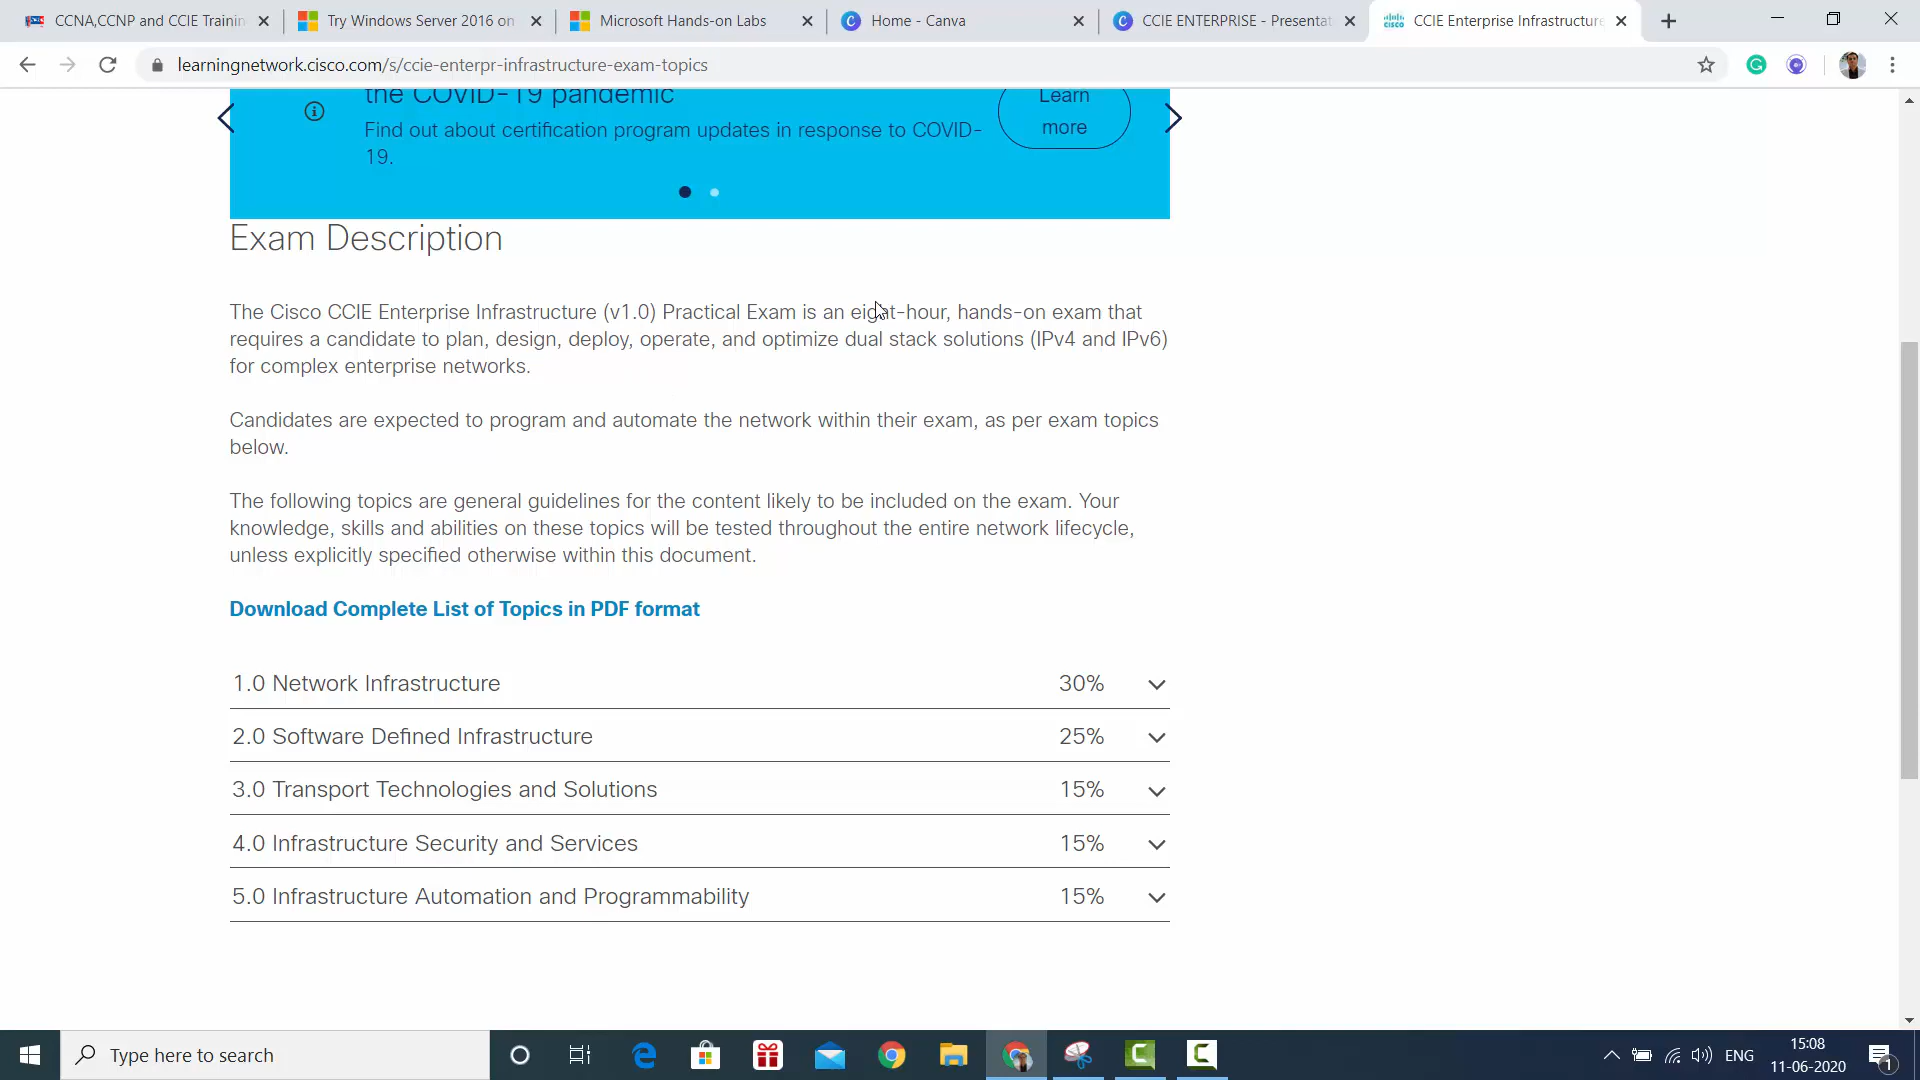 CCNA,CCNP and CCIE Trainin
Try Windows Server 2016 on
Microsoft Hands-on Labs
Home - Canva
CCIE ENTERPRISE - Presentat
CCIE Enterprise Infrastructure
learningnetwork.cisco.com/s/ccie-enterpr-infrastructure-exam-topics
the COVID-19 pandemic
Find out about certification program updates in response to COVID-
19.
Learn
more
Exam Description
The Cisco CCIE Enterprise Infrastructure (v1.0) Practical Exam is an eight-hour, hands-on exam that
requires a candidate to plan, design, deploy, operate, and optimize dual stack solutions (IPv4 and IPv6)
for complex enterprise networks.
Candidates are expected to program and automate the network within their exam, as per exam topics
below.
The following topics are general guidelines for the content likely to be included on the exam. Your
knowledge, skills and abilities on these topics will be tested throughout the entire network lifecycle,
unless explicitly specified otherwise within this document.
Download Complete List of Topics in PDF format
1.0 Network Infrastructure 30%
2.0 Software Defined Infrastructure 25%
3.0 Transport Technologies and Solutions 15%
4.0 Infrastructure Security and Services 15%
5.0 Infrastructure Automation and Programmability 15%
Type here to search
ENG
15:08
11-06-2020
1